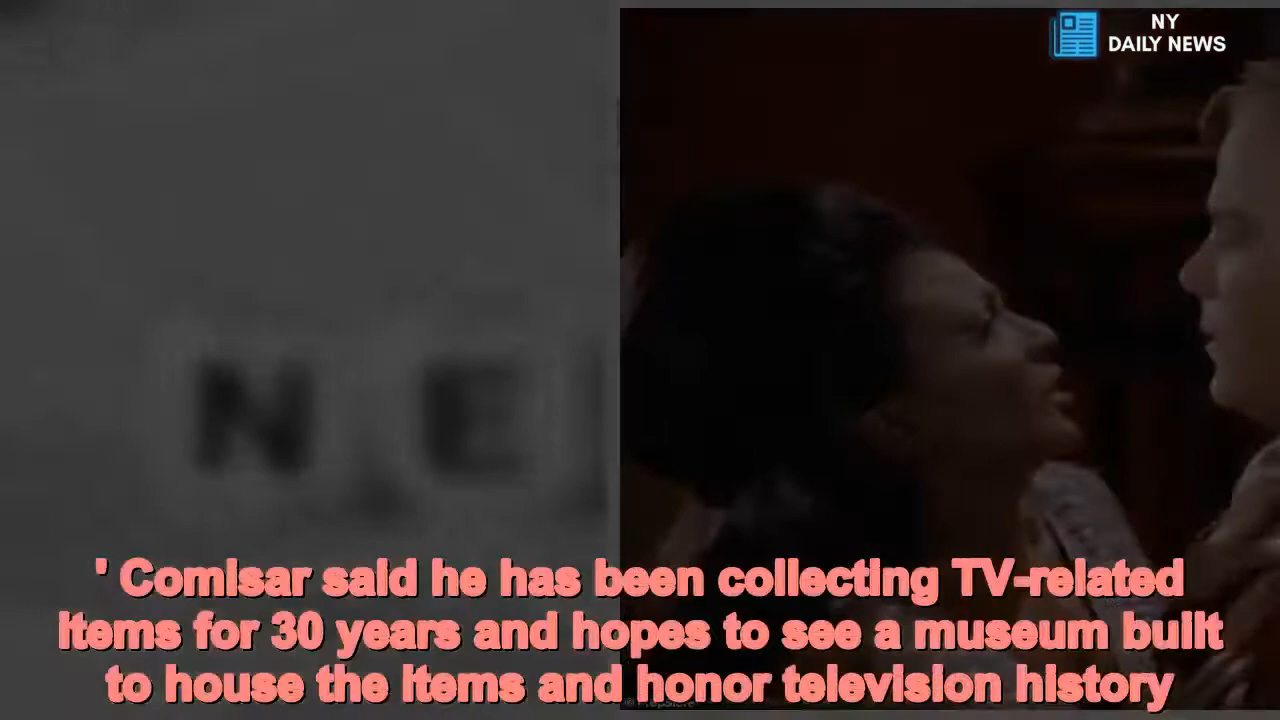 NY
DAILY NEWS
N E
' Comisar said he has been collecting TV-related
items for 30 years and hopes to see a museum built
to house the items and honor television history